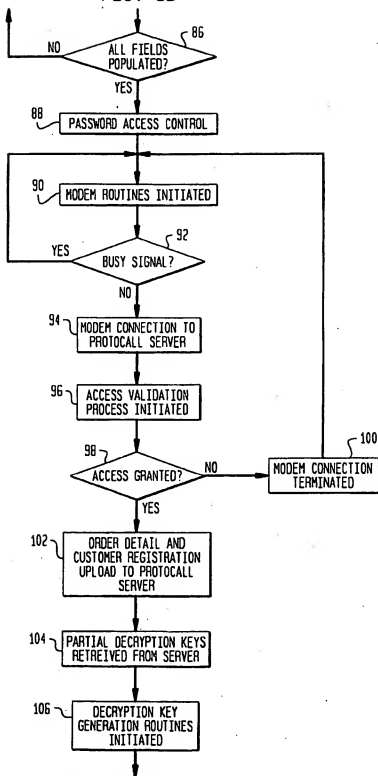 86
NO
ALL FIELDS
POPULATED?
YES
88
PASSWORD ACCESS CONTROL
90
MODEM ROUTINES INITIATED
92
YES
BUSY SIGNAL?
NO
94
MODEM CONNECTION TO
PROTOCALL SERVER
96
ACCESS VALIDATION
PROCESS INITIATED
98
ACCESS GRANTED?
NO
100
MODEM CONNECTION
TERMINATED
YES
102
ORDER DETAIL AND
CUSTOMER REGISTRATION
UPLOAD TO PROTOCALL
SERVER
104
PARTIAL DECRYPTION KEYS
RETREIVED FROM SERVER
106
DECRYPTION KEY
GENERATION ROUTINES
INITIATED